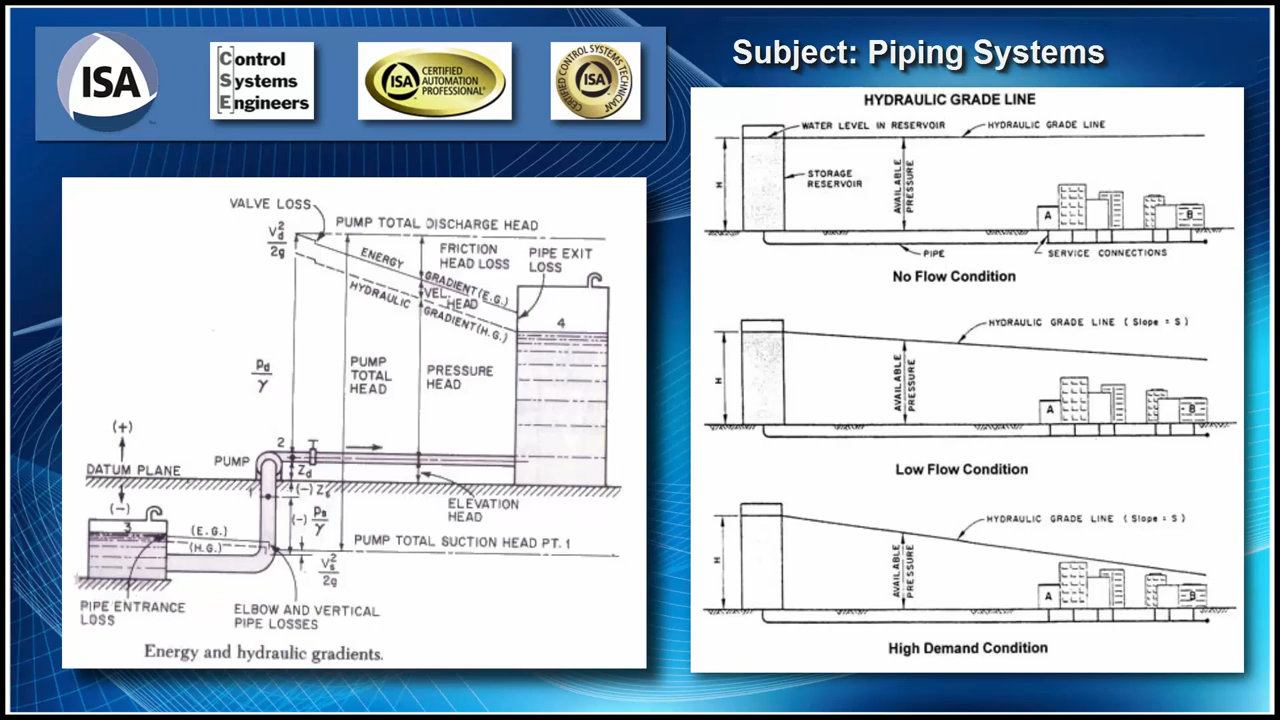 ISA
[C]ontrol
Systems
Engineers
ISA
CERTIFIED
AUTOMATION
PROFESSIONAL®
CERTIFIED CONTROL SYSTEMS TECHNICIAN®
ISA
Subject: Piping Systems
VALVE LOSS
PUMP TOTAL DISCHARGE HEAD
V²d
2g
ENERGY
GRADIENT (E.G.)
FRICTION
HEAD LOSS
PIPE EXIT
LOSS
HYDRAULIC
GRADIENT (H.G.)
VEL.
HEAD
4
Pd
γ
PUMP
TOTAL
HEAD
PRESSURE
HEAD
(+)
PUMP
2
DATUM PLANE
Zd
1
(-) Zs
(-)
(-) Ps
γ
ELEVATION
HEAD
3
(E.G.)
(H.G.)
PUMP TOTAL SUCTION HEAD PT. 1
V²s
2g
PIPE ENTRANCE
LOSS
ELBOW AND VERTICAL
PIPE LOSSES
Energy and hydraulic gradients.
HYDRAULIC GRADE LINE
WATER LEVEL IN RESERVOIR
HYDRAULIC GRADE LINE
H
STORAGE
RESERVOIR
AVAILABLE
PRESSURE
A
B
PIPE
SERVICE CONNECTIONS
No Flow Condition
HYDRAULIC GRADE LINE (Slope = S)
H
AVAILABLE
PRESSURE
A
B
Low Flow Condition
HYDRAULIC GRADE LINE (Slope = S)
H
AVAILABLE
PRESSURE
A
B
High Demand Condition